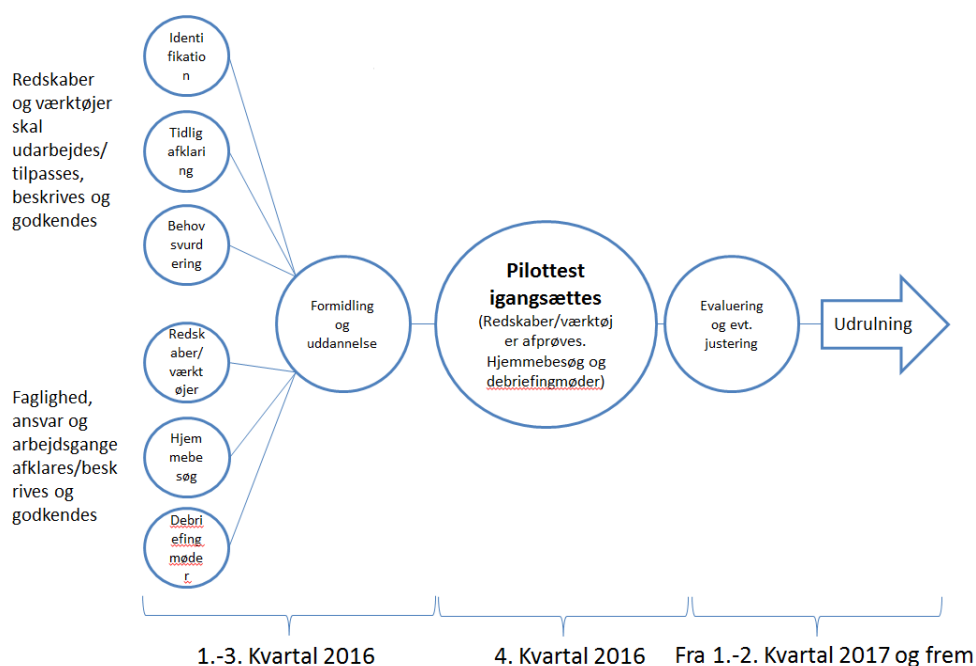 Redskaber
og værktøjer
skal
udarbejdes/
tilpasses,
beskrives og
godkendes
Identi
fikatio
n
Tidlig
afklari
ng
Behov
svurd
ering
Faglighed,
ansvar og
arbejdsgange
afklares/besk
rives og
godkendes
Redsk
aber/
værkt
øjer
Hjem
mebe
søg
Debri
efing
møde
r
Formidling
og
uddannelse
Pilottest
igangsættes
(Redskaber/værktøj
er afprøves.
Hjemmebesøg og
debriefingmøder)
Evaluering
og evt.
justering
Udrulning
1.-3. Kvartal 2016
4. Kvartal 2016
Fra 1.-2. Kvartal 2017 og frem